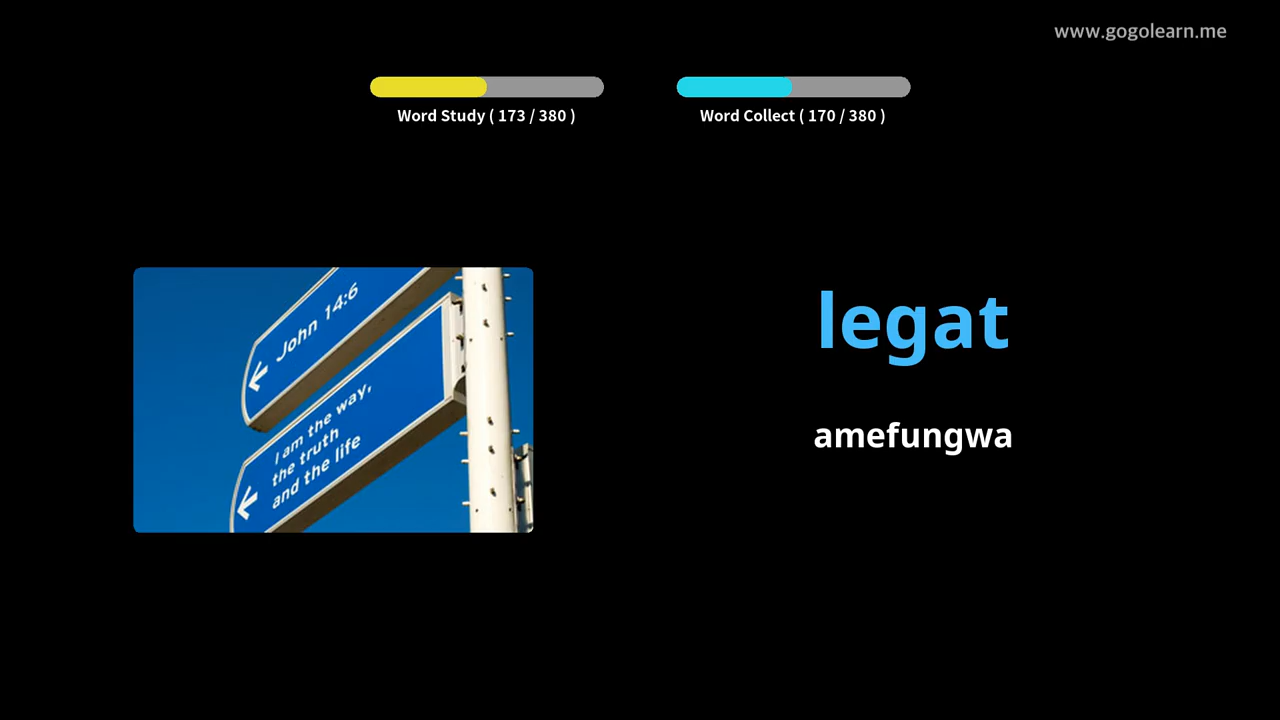 www.gogolearn.me
Word Study ( 173 / 380 )
Word Collect ( 170 / 380 )
John 14:6
I am the way,
the truth
and the life
legat
amefungwa